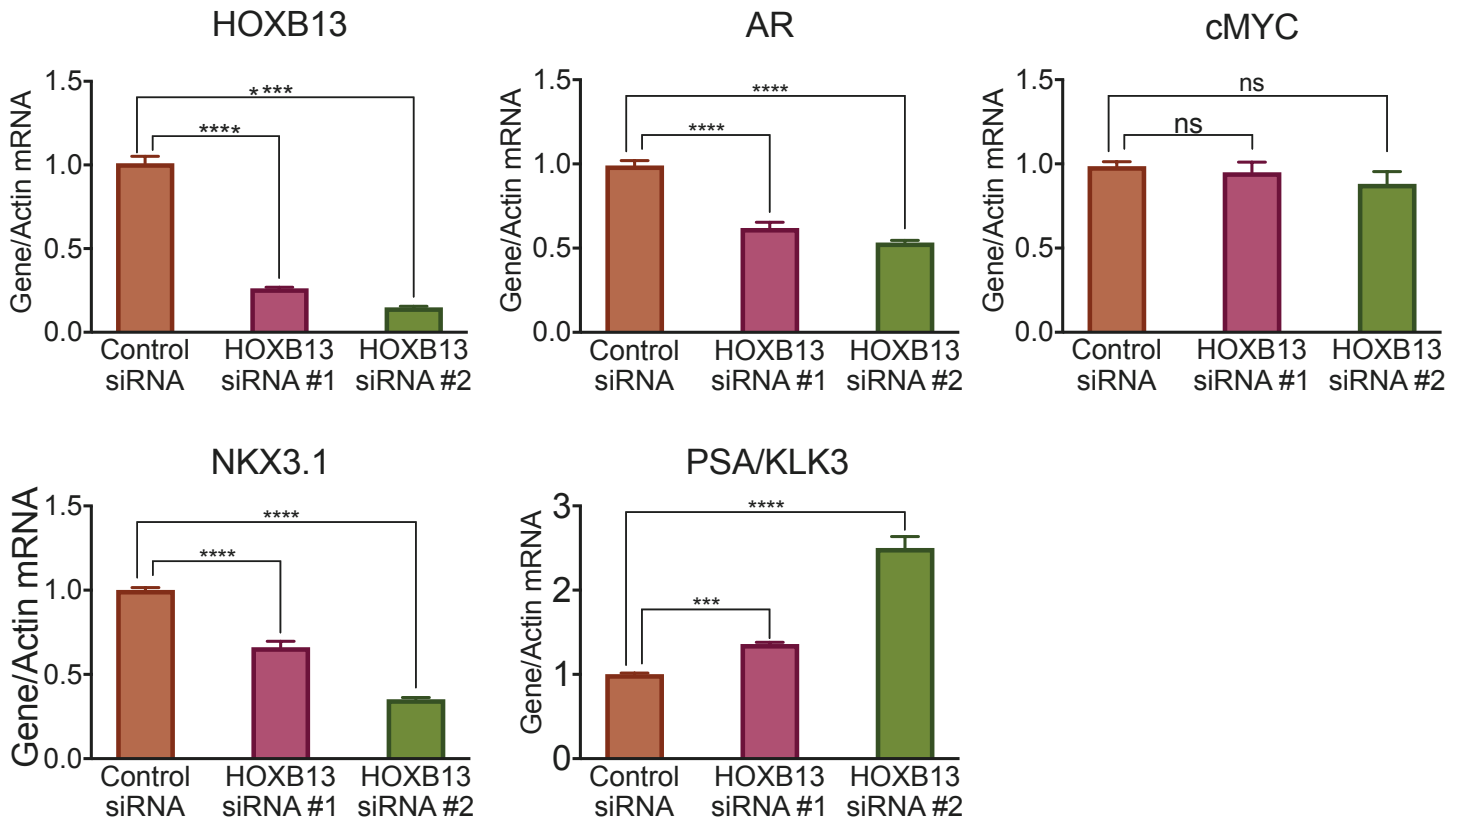 HOXB13
Gene/Actin mRNA
1.5
1.0
0.5
0.0
* ***
****
Control siRNA
HOXB13 siRNA #1
HOXB13 siRNA #2
AR
Gene/Actin mRNA
1.5
1.0
0.5
0.0
****
****
Control siRNA
HOXB13 siRNA #1
HOXB13 siRNA #2
cMYC
Gene/Actin mRNA
1.5
1.0
0.5
0.0
ns
ns
Control siRNA
HOXB13 siRNA #1
HOXB13 siRNA #2
NKX3.1
Gene/Actin mRNA
1.5
1.0
0.5
0.0
****
****
Control siRNA
HOXB13 siRNA #1
HOXB13 siRNA #2
PSA/KLK3
Gene/Actin mRNA
3
2
1
0
****
***
Control siRNA
HOXB13 siRNA #1
HOXB13 siRNA #2